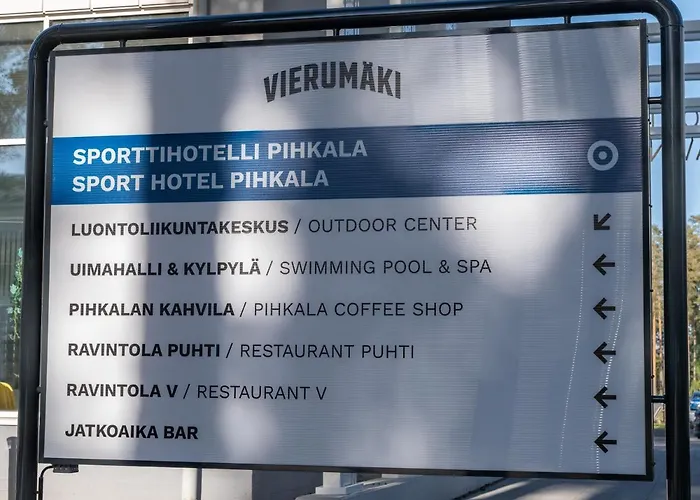 VIERUMÄKI
SPORTTIHOTELLI PIHKALA
SPORT HOTEL PIHKALA
LUONTOLIIKUNTAKESKUS / OUTDOOR CENTER
UIMAHALLI & KYLPYLÄ / SWIMMING POOL & SPA
PIHKALAN KAHVILA / PIHKALA COFFEE SHOP
RAVINTOLA PUHTI / RESTAURANT PUHTI
RAVINTOLA V / RESTAURANT V
JATKOAIKA BAR